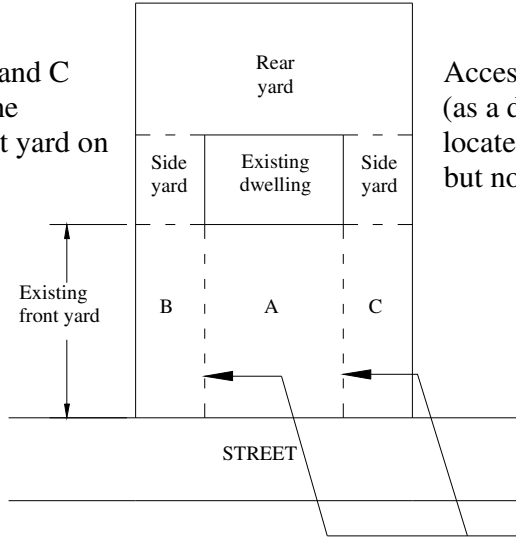 and C
t yard on
Rear
yard
Acces
(as a d
locate
but no
Side
yard
Existing
dwelling
Side
yard
Existing
front yard
B
A
C
STREET